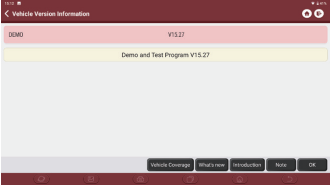 Vehicle Version Information
DEMO V15.27
Demo and Test Program V15.27
Vehicle Coverage What's new Introduction Note OK